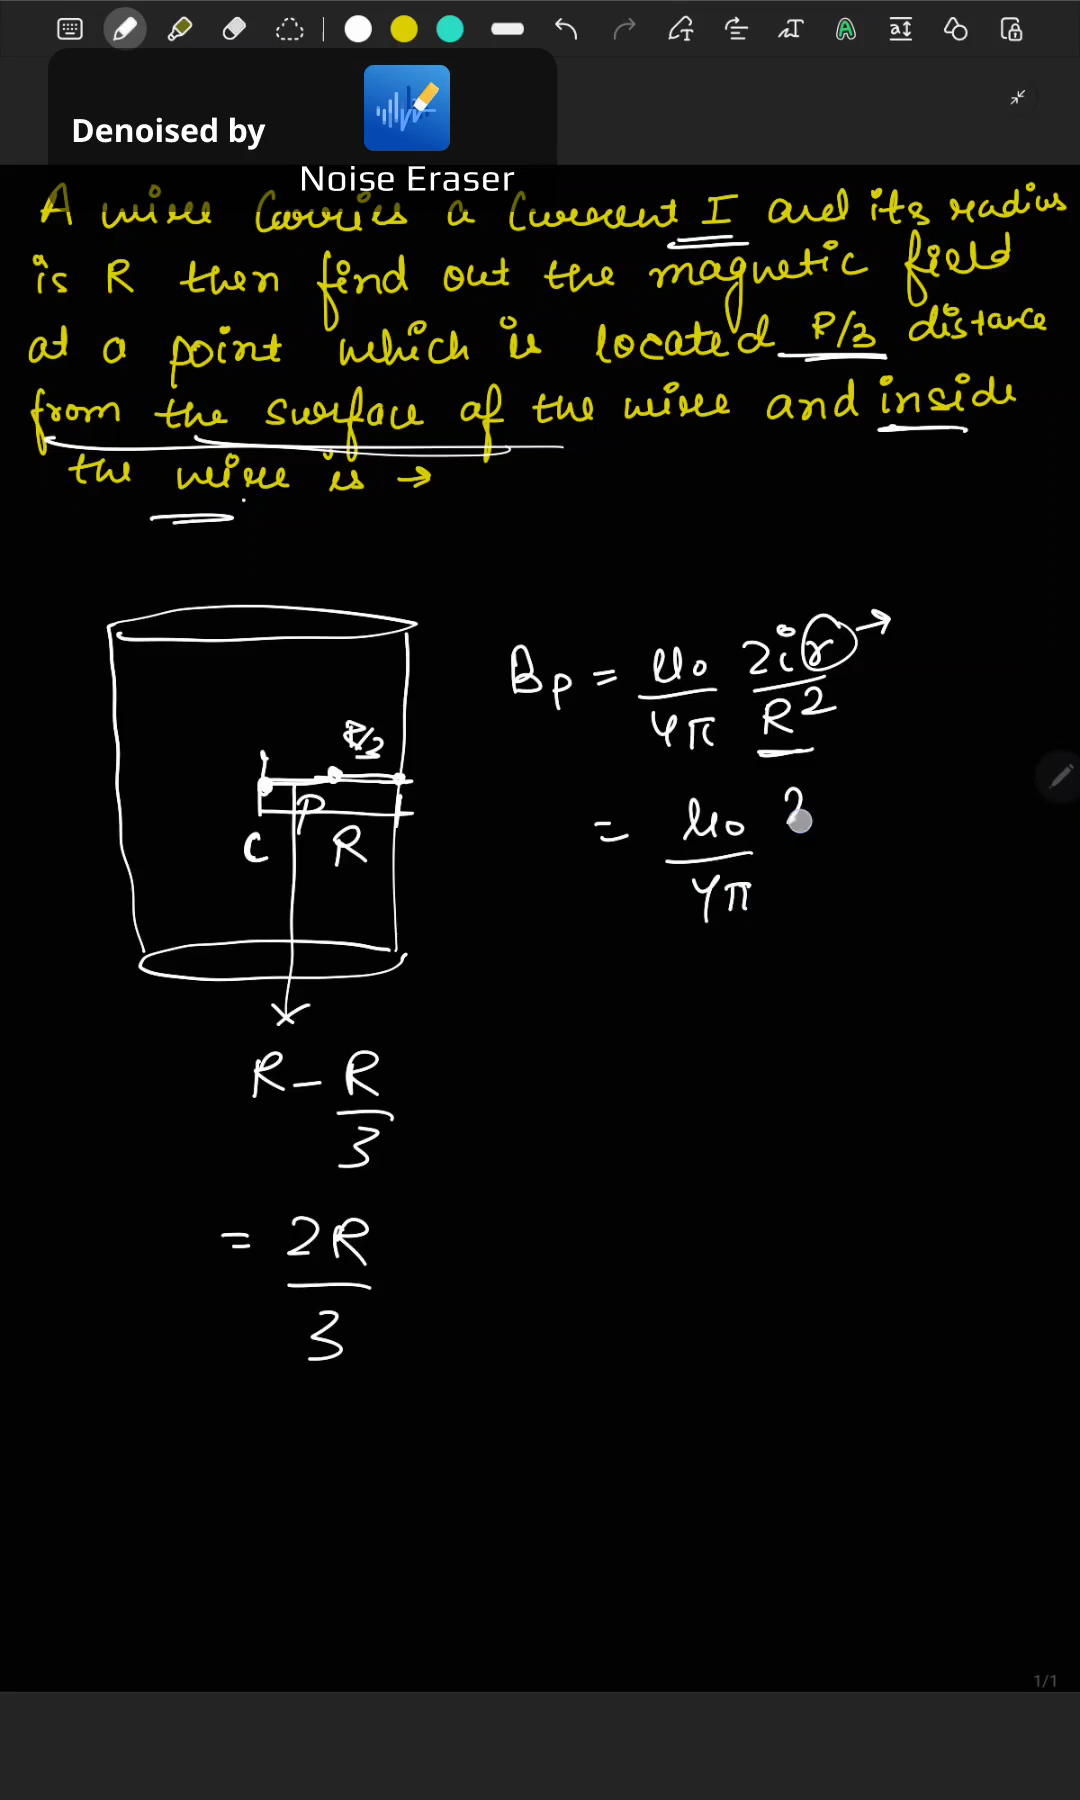 Denoised by
Noise Eraser
A wire carries a current I and its radius
is R then find out the magnetic field
at a point which is located R/3 distance
from the surface of the wire and inside
the wire is →
R/3
P
C R
R - R/3
= 2R/3
Bp = μ₀/4π 2ir/R² →
= μ₀/4π 2
1/1